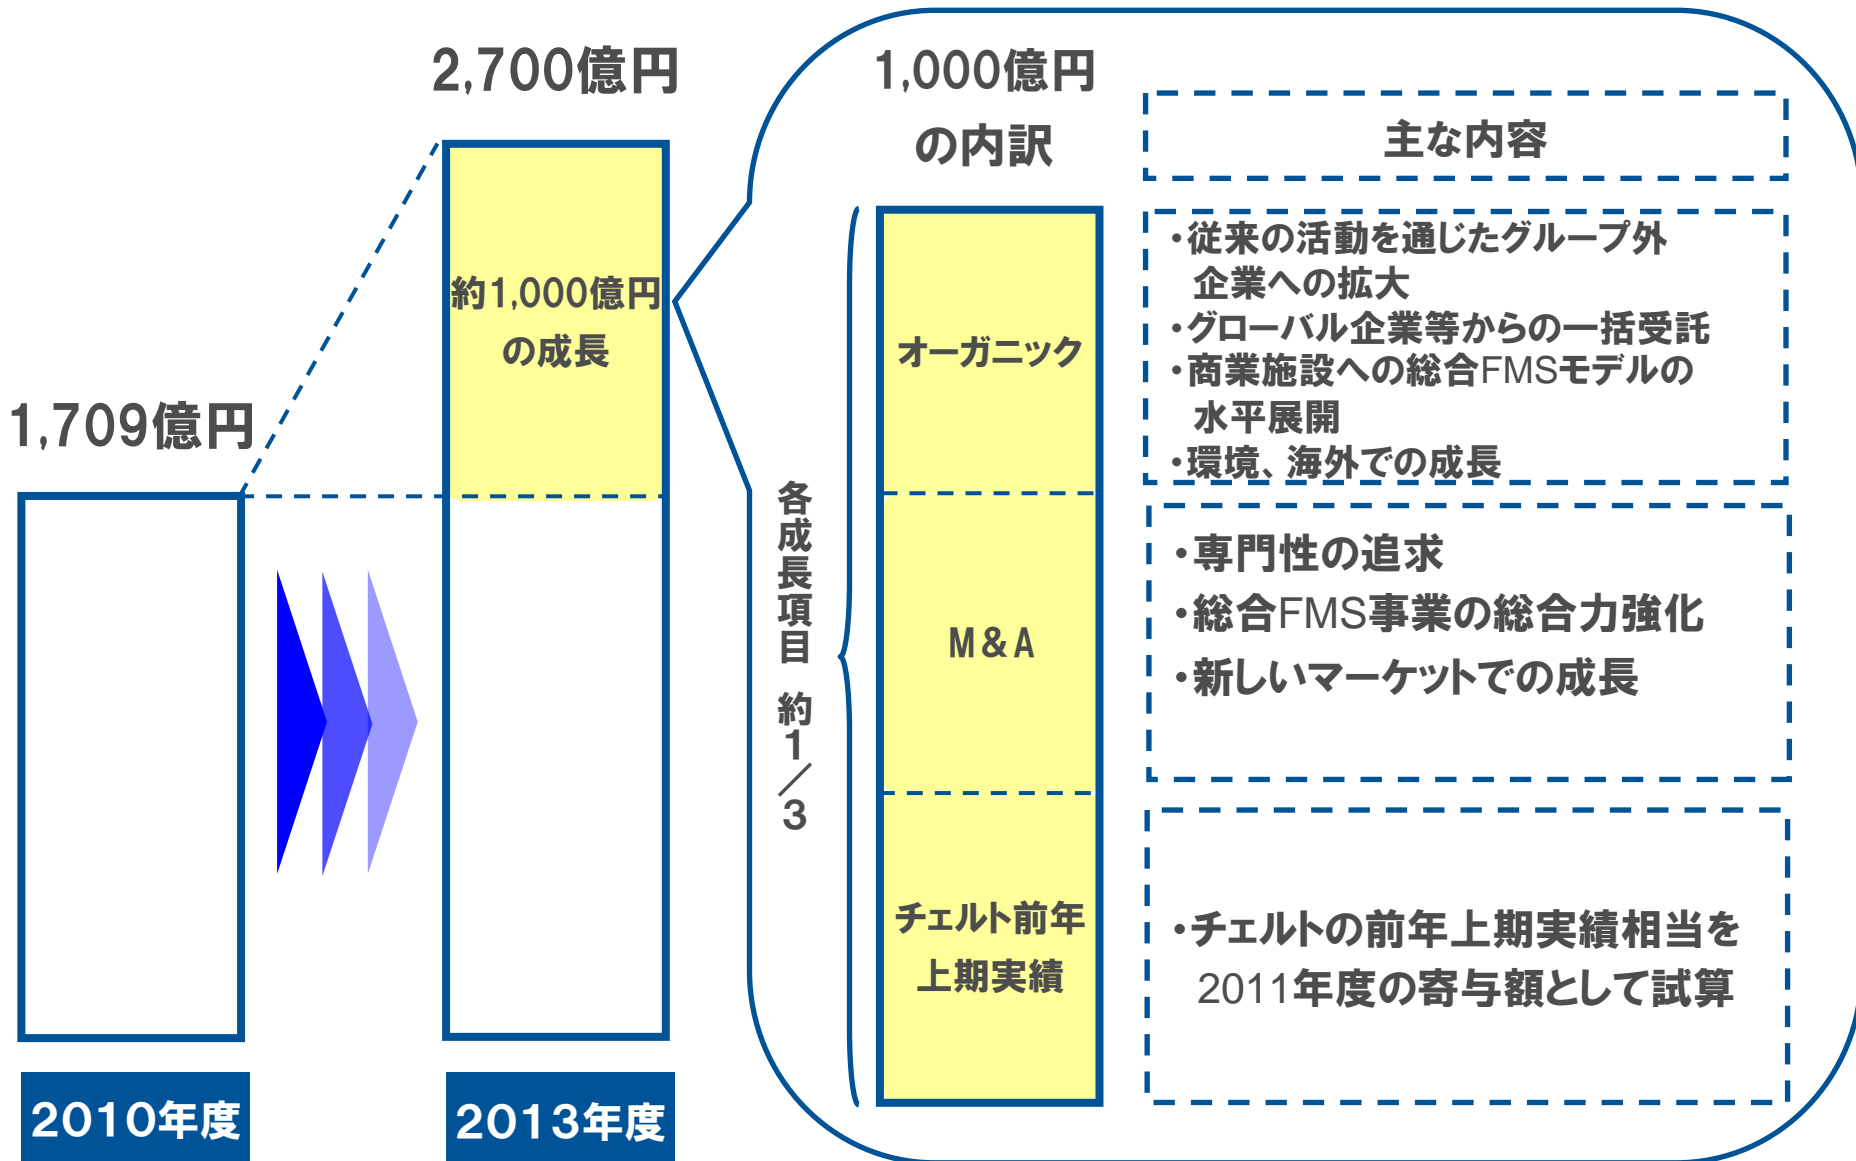 1,709億円
2010年度
2,700億円
約1,000億円
の成長
2013年度
1,000億円
の内訳
各成長項目 約1／3
オーガニック
M&A
チェルト前年
上期実績
主な内容
・従来の活動を通じたグループ外
企業への拡大
・グローバル企業等からの一括受託
・商業施設への総合FMSモデルの
水平展開
・環境、海外での成長
・専門性の追求
・総合FMS事業の総合力強化
・新しいマーケットでの成長
・チェルトの前年上期実績相当を
2011年度の寄与額として試算